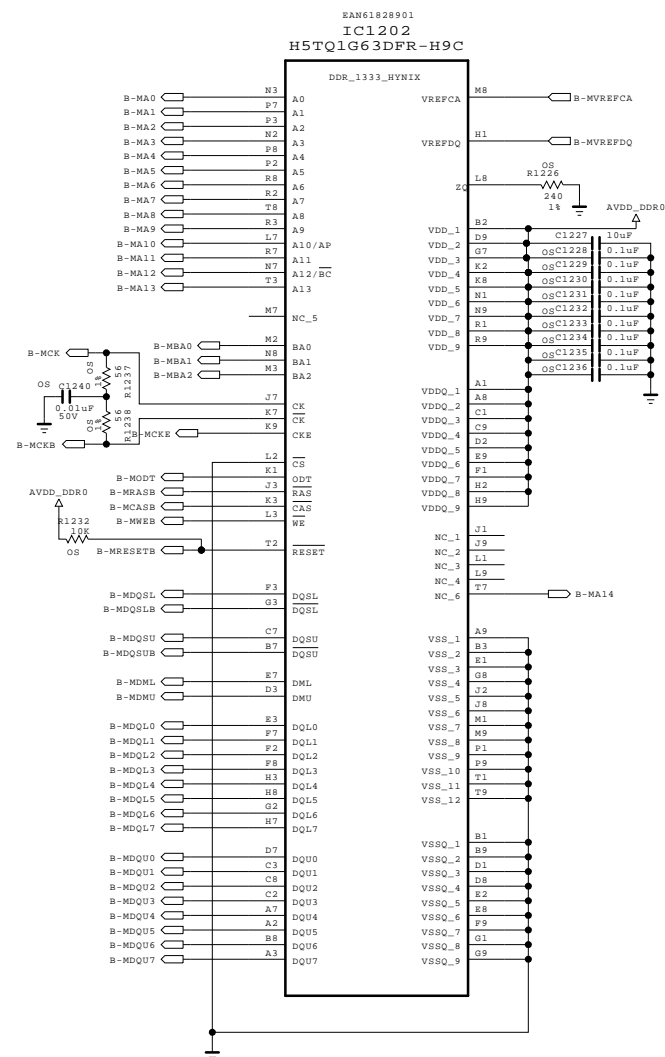 EAN61828901
IC1202
H5TQ1G63DFR-H9C
DDR_1333_HYNIX
B-MA0 N3 A0
B-MA1 P7 A1
B-MA2 P3 A2
B-MA3 N2 A3
B-MA4 P8 A4
B-MA5 P2 A5
B-MA6 R8 A6
B-MA7 R2 A7
B-MA8 T8 A8
B-MA9 R3 A9
B-MA10 L7 A10/AP
B-MA11 R7 A11
B-MA12 N7 A12/BC
B-MA13 T3 A13
M7 NC_5
B-MBA0 M2 BA0
B-MBA1 N8 BA1
B-MBA2 M3 BA2
B-MCK J7 CK
B-MCKB K7 CK
B-MCKE K9 CKE
OS 1% 56 R1237
OS C1240
0.01uF
50V
OS 1% 56 R1238
L2 CS
B-MODT K1 ODT
B-MRASB J3 RAS
B-MCASB K3 CAS
B-MWEB L3 WE
AVDD_DDR0
R1232
10K
OS
B-MRESETB T2 RESET
B-MDQSL F3 DQSL
B-MDQSLB G3 DQSL
B-MDQSU C7 DQSU
B-MDQSUB B7 DQSU
B-MDML E7 DML
B-MDMU D3 DMU
B-MDQL0 E3 DQL0
B-MDQL1 F7 DQL1
B-MDQL2 F2 DQL2
B-MDQL3 F8 DQL3
B-MDQL4 H3 DQL4
B-MDQL5 H8 DQL5
B-MDQL6 G2 DQL6
B-MDQL7 H7 DQL7
B-MDQU0 D7 DQU0
B-MDQU1 C3 DQU1
B-MDQU2 C8 DQU2
B-MDQU3 C2 DQU3
B-MDQU4 A7 DQU4
B-MDQU5 A2 DQU5
B-MDQU6 B8 DQU6
B-MDQU7 A3 DQU7
VREFCA M8 B-MVREFCA
VREFDQ H1 B-MVREFDQ
ZQ L8
OS
R1226
240
1%
AVDD_DDR0
VDD_1 B2
VDD_2 D9
VDD_3 G7
VDD_4 K2
VDD_5 K8
VDD_6 N1
VDD_7 N9
VDD_8 R1
VDD_9 R9
C1227 10uF
OS C1228 0.1uF
OS C1229 0.1uF
OS C1230 0.1uF
OS C1231 0.1uF
OS C1232 0.1uF
OS C1233 0.1uF
OS C1234 0.1uF
OS C1235 0.1uF
OS C1236 0.1uF
VDDQ_1 A1
VDDQ_2 A8
VDDQ_3 C1
VDDQ_4 C9
VDDQ_5 D2
VDDQ_6 E9
VDDQ_7 F1
VDDQ_8 H2
VDDQ_9 H9
NC_1 J1
NC_2 J9
NC_3 L1
NC_4 L9
NC_6 T7 B-MA14
VSS_1 A9
VSS_2 B3
VSS_3 E1
VSS_4 G8
VSS_5 J2
VSS_6 J8
VSS_7 M1
VSS_8 M9
VSS_9 P1
VSS_10 P9
VSS_11 T1
VSS_12 T9
VSSQ_1 B1
VSSQ_2 B9
VSSQ_3 D1
VSSQ_4 D8
VSSQ_5 E2
VSSQ_6 E8
VSSQ_7 F9
VSSQ_8 G1
VSSQ_9 G9